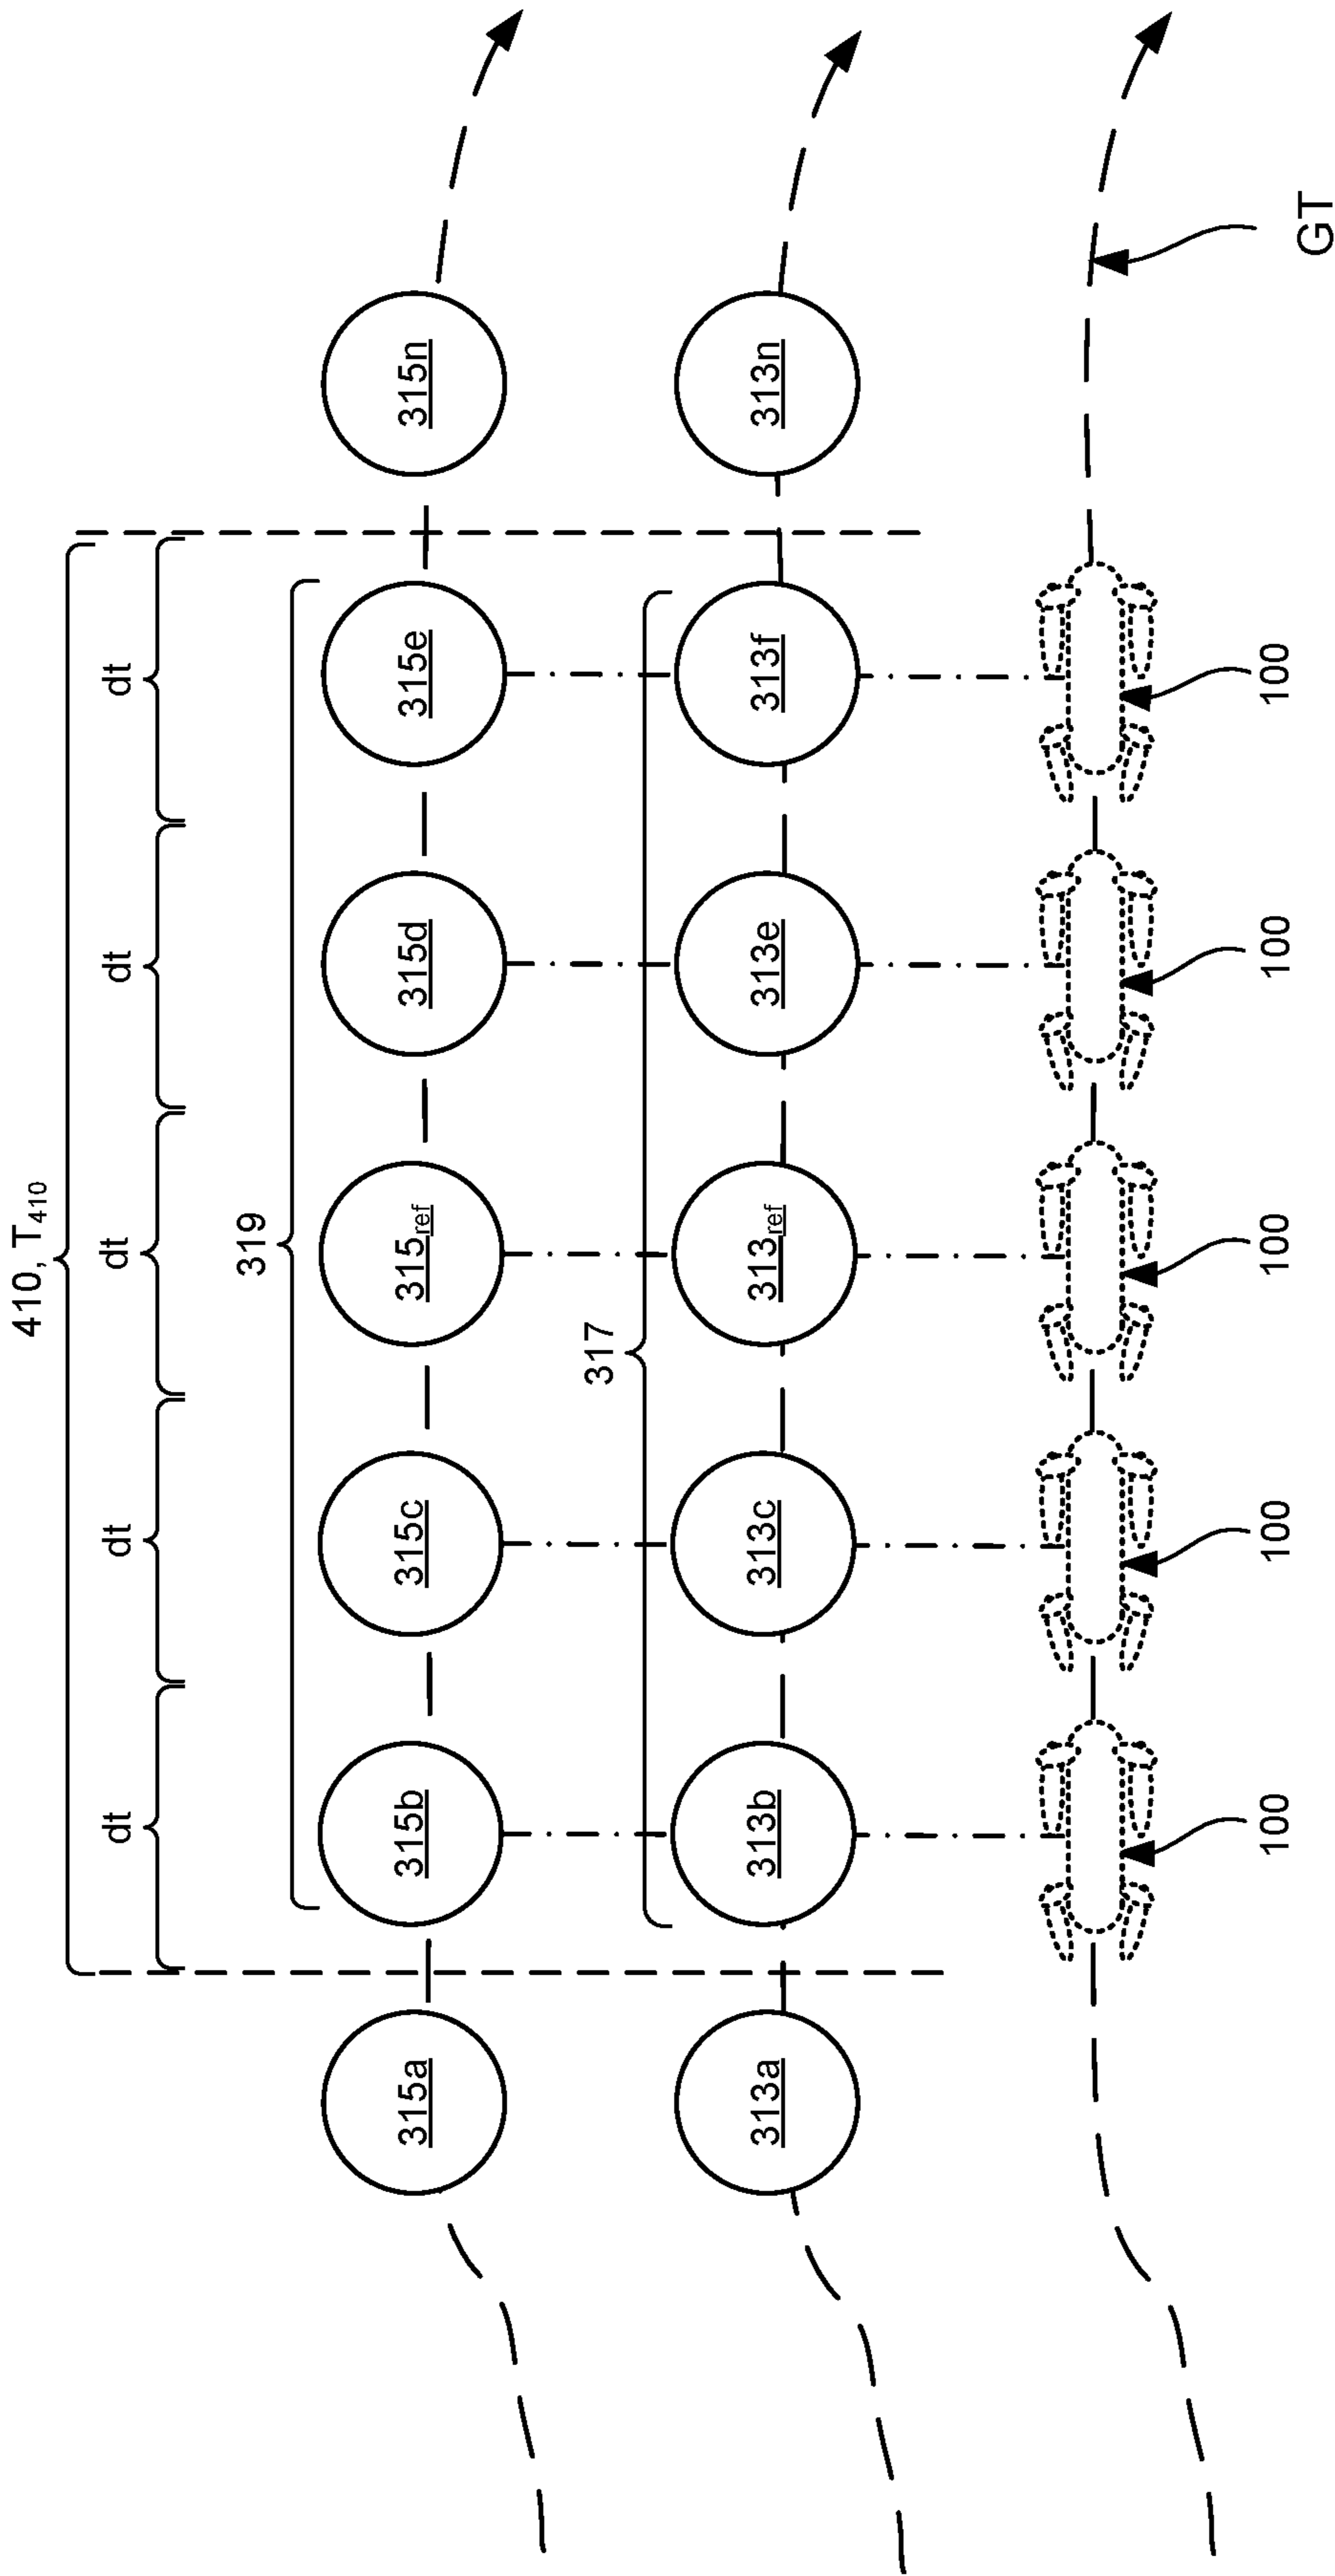 410, T410
dt dt dt dt dt
319
315a 315b 315c 315ref 315d 315e 315n
317
313a 313b 313c 313ref 313e 313f 313n
100 100 100 100 100
GT